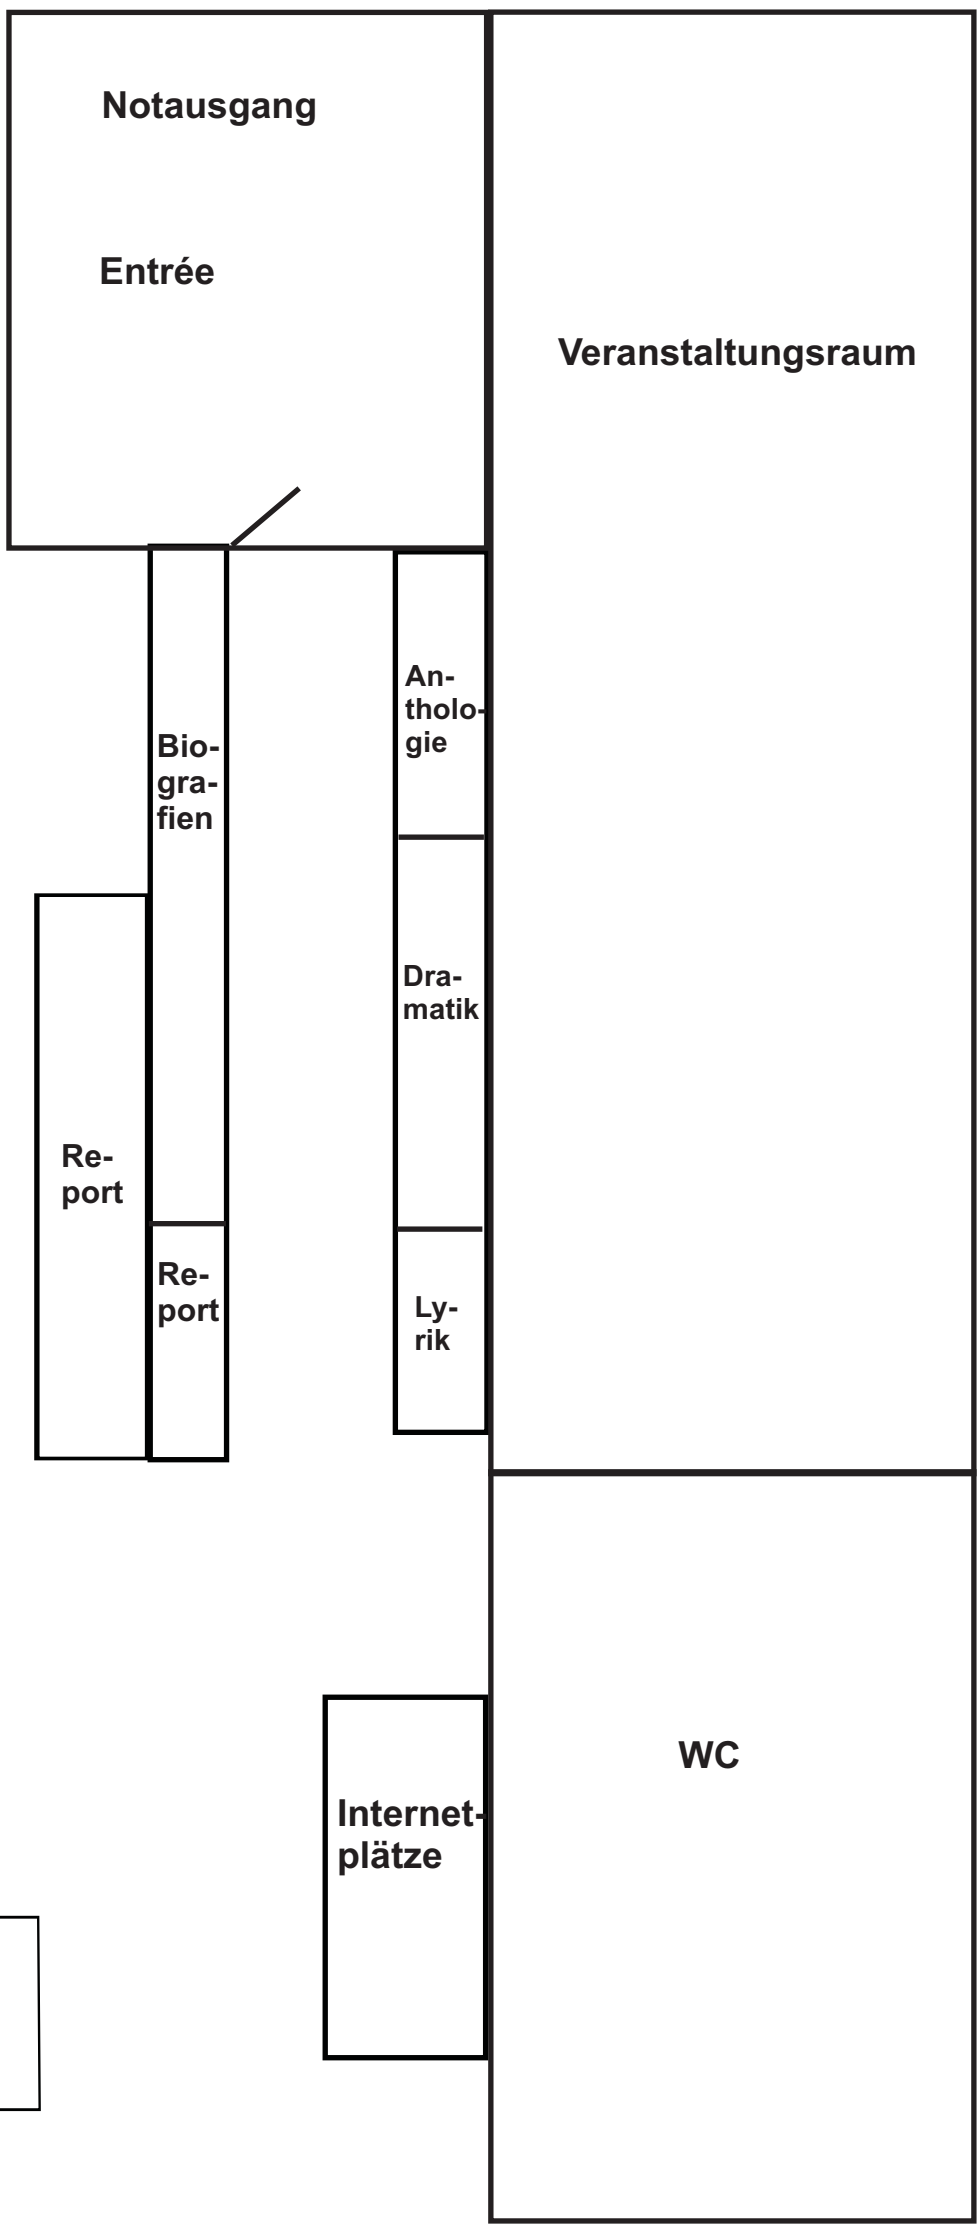 Notausgang
Entrée
Veranstaltungsraum
An-
tholo-
gie
Bio-
gra-
fien
Dra-
matik
Re-
port
Re-
port
Ly-
rik
WC
Internet-
plätze